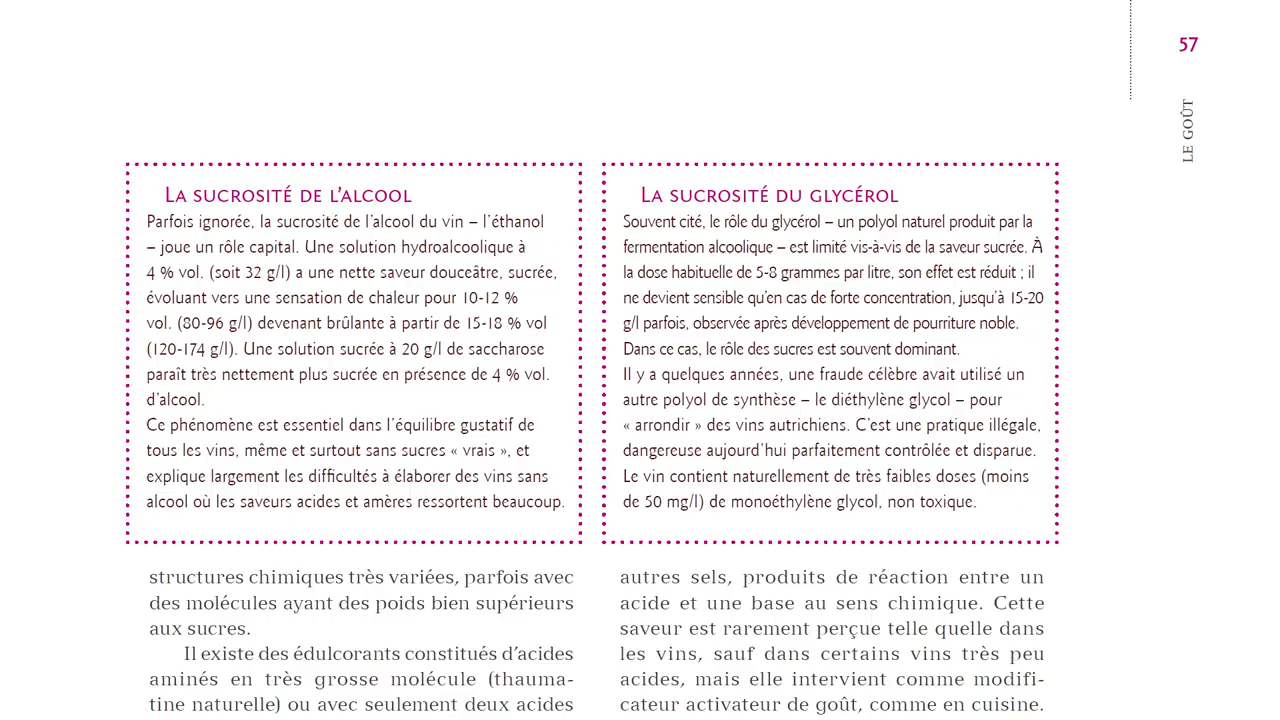 57
LE GOÛT
LA SUCROSITÉ DE L'ALCOOL
Parfois ignorée, la sucrosité de l'alcool du vin – l'éthanol
– joue un rôle capital. Une solution hydroalcoolique à
4 % vol. (soit 32 g/l) a une nette saveur douceâtre, sucrée,
évoluant vers une sensation de chaleur pour 10-12 %
vol. (80-96 g/l) devenant brûlante à partir de 15-18 % vol
(120-174 g/l). Une solution sucrée à 20 g/l de saccharose
paraît très nettement plus sucrée en présence de 4 % vol.
d'alcool.
Ce phénomène est essentiel dans l'équilibre gustatif de
tous les vins, même et surtout sans sucres « vrais », et
explique largement les difficultés à élaborer des vins sans
alcool où les saveurs acides et amères ressortent beaucoup.
LA SUCROSITÉ DU GLYCÉROL
Souvent cité, le rôle du glycérol – un polyol naturel produit par la
fermentation alcoolique – est limité vis-à-vis de la saveur sucrée. À
la dose habituelle de 5-8 grammes par litre, son effet est réduit ; il
ne devient sensible qu'en cas de forte concentration, jusqu'à 15-20
g/l parfois, observée après développement de pourriture noble.
Dans ce cas, le rôle des sucres est souvent dominant.
Il y a quelques années, une fraude célèbre avait utilisé un
autre polyol de synthèse – le diéthylène glycol – pour
« arrondir » des vins autrichiens. C'est une pratique illégale,
dangereuse aujourd'hui parfaitement contrôlée et disparue.
Le vin contient naturellement de très faibles doses (moins
de 50 mg/l) de monoéthylène glycol, non toxique.
structures chimiques très variées, parfois avec
des molécules ayant des poids bien supérieurs
aux sucres.
Il existe des édulcorants constitués d'acides
aminés en très grosse molécule (thauma-
tine naturelle) ou avec seulement deux acides
autres sels, produits de réaction entre un
acide et une base au sens chimique. Cette
saveur est rarement perçue telle quelle dans
les vins, sauf dans certains vins très peu
acides, mais elle intervient comme modifi-
cateur activateur de goût, comme en cuisine.